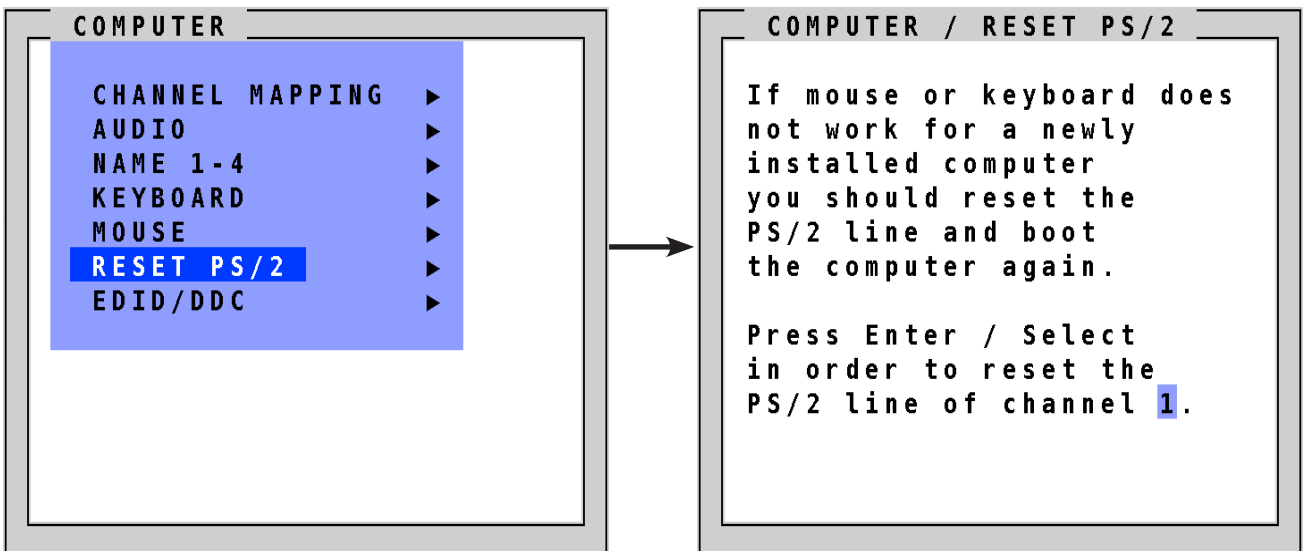 COMPUTER
CHANNEL MAPPING
AUDIO
NAME 1-4
KEYBOARD
MOUSE
RESET PS/2
EDID/DDC
COMPUTER / RESET PS/2
If mouse or keyboard does
not work for a newly
installed computer
you should reset the
PS/2 line and boot
the computer again.
Press Enter / Select
in order to reset the
PS/2 line of channel 1.